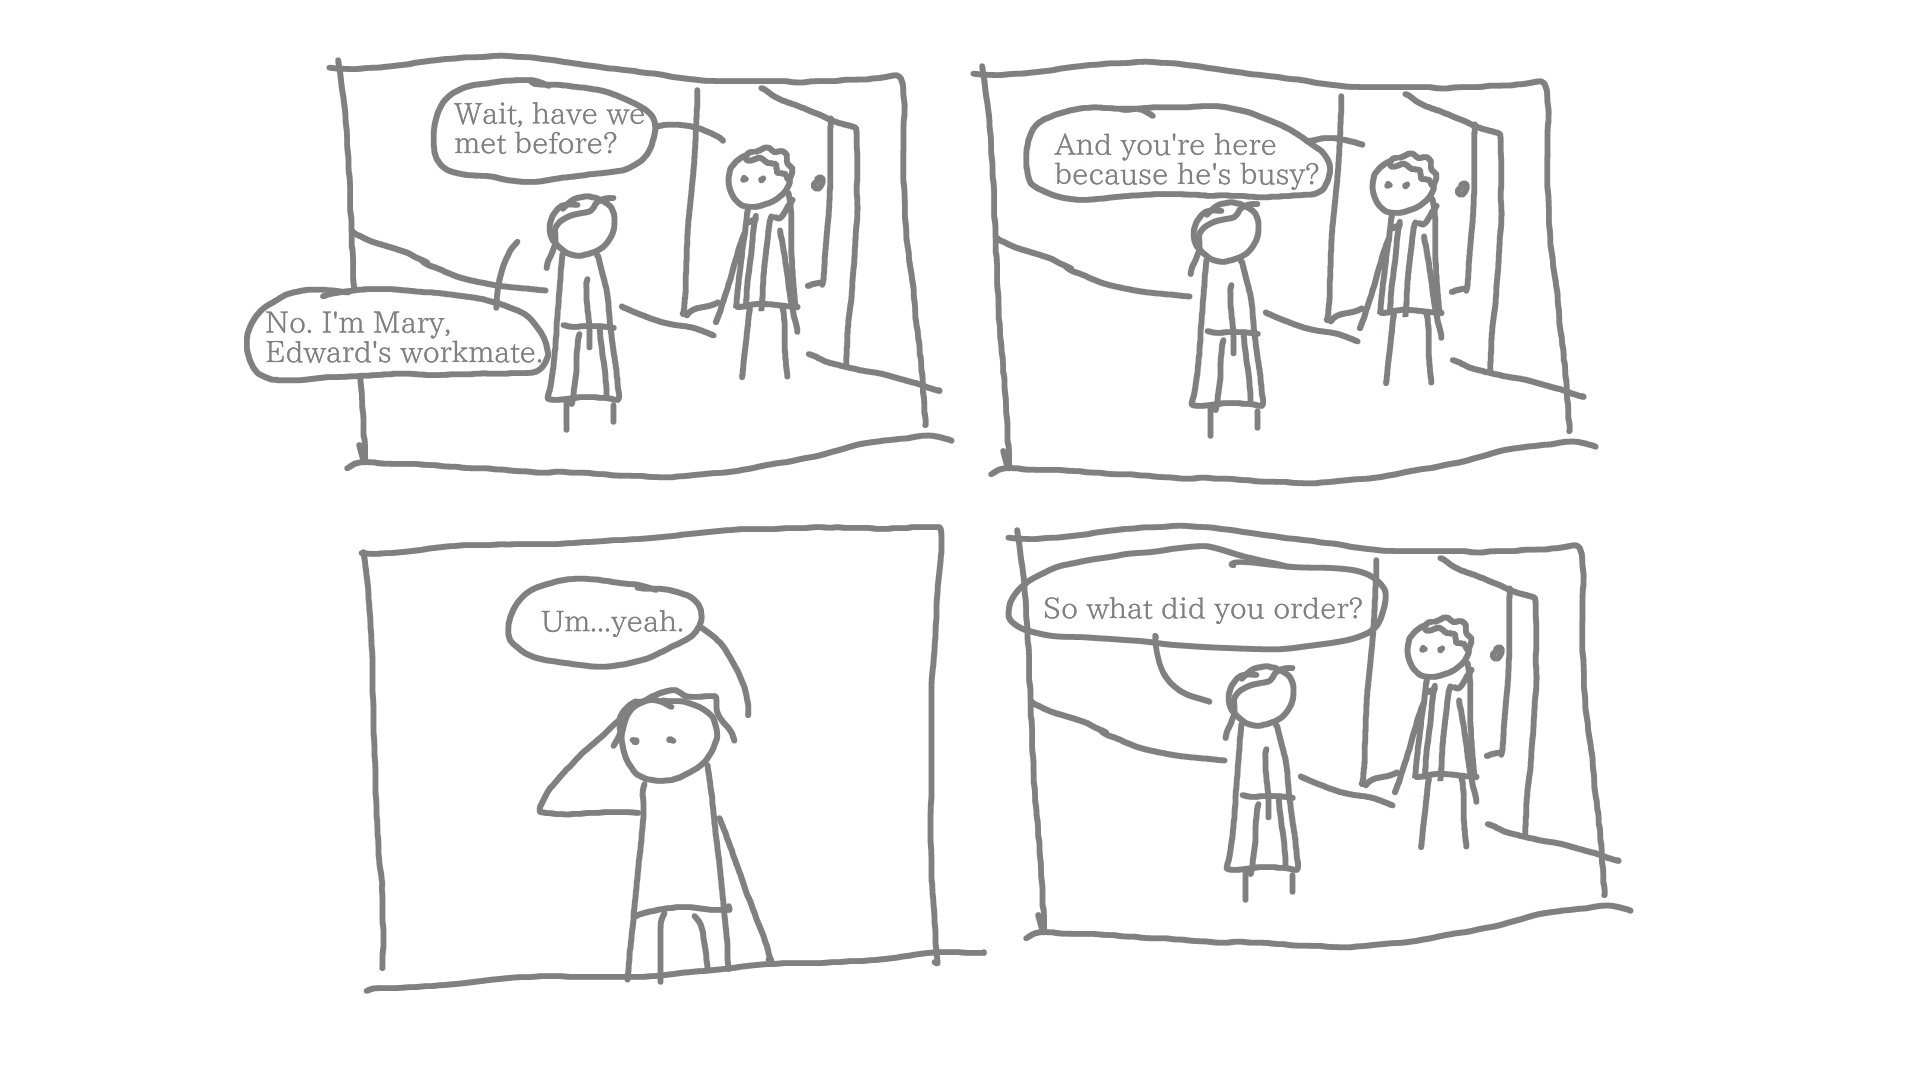 Wait, have we
met before?
No. I'm Mary,
Edward's workmate.
And you're here
because he's busy?
Um...yeah.
So what did you order?